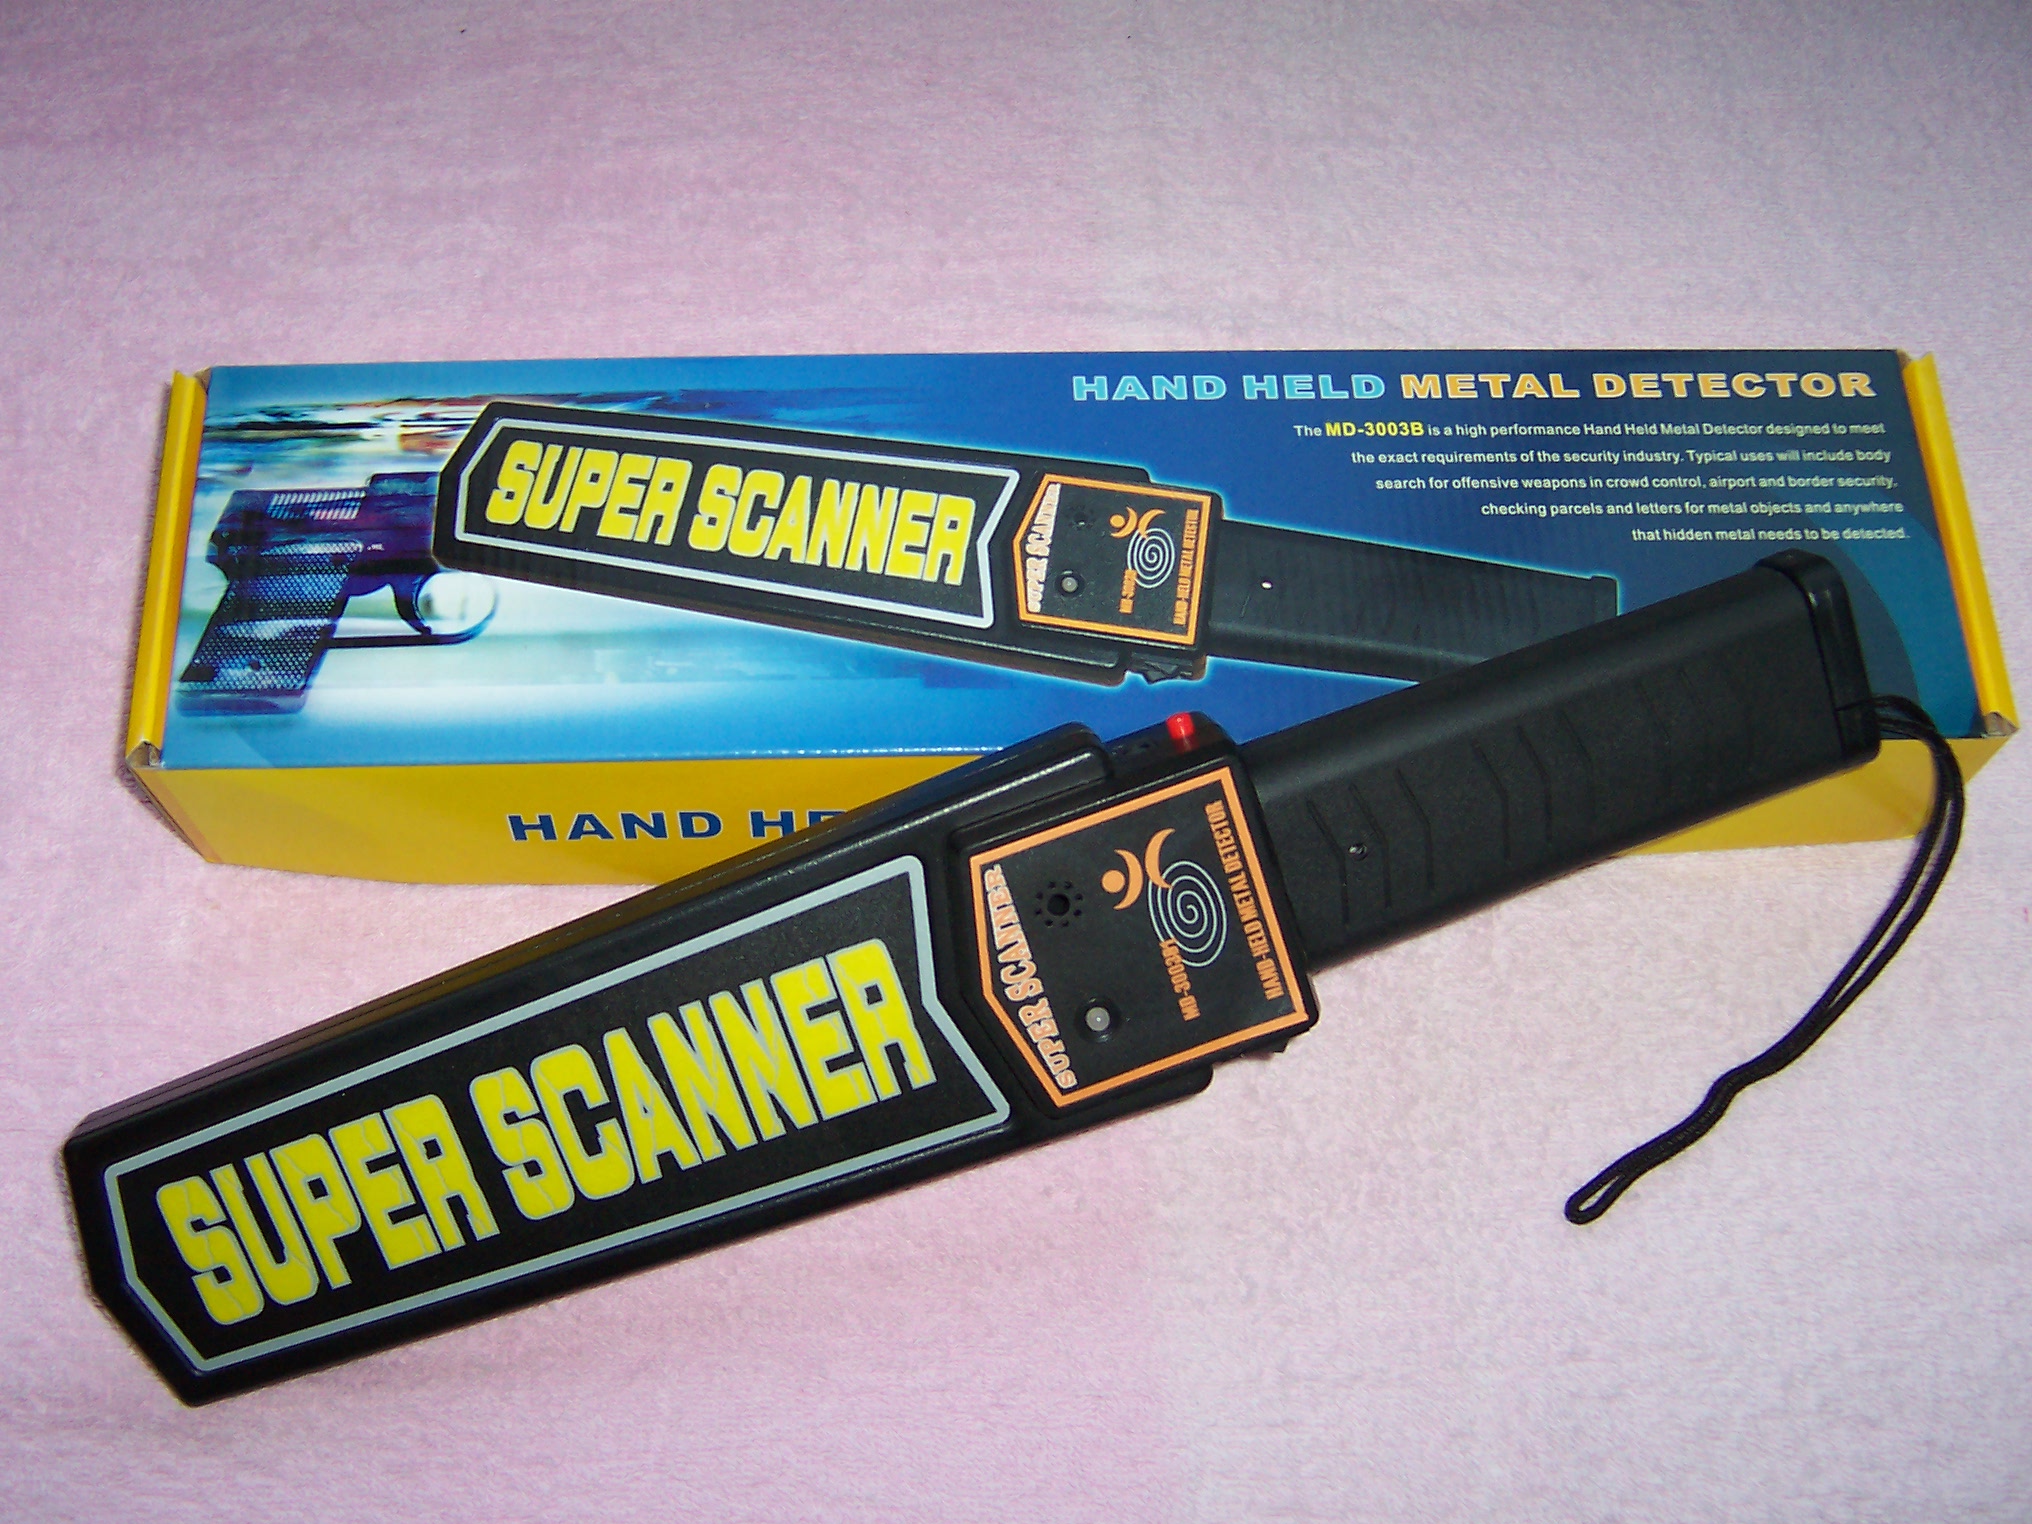 HAND HELD METAL DETECTOR
The MD-3003B is a high performance Hand Held Metal Detector designed to meet
the exact requirements of the security industry. Typical uses will include body
search for offensive weapons in crowd control, airport and border security,
checking parcels and letters for metal objects and anywhere
that hidden metal needs to be detected.
SUPER SCANNER
SUPER SCANNER
MD-3003B
HAND-HELD METAL DETECTOR
HAND HE
SUPER SCANNER
SUPER SCANNER
HAND-HELD METAL DETECTOR